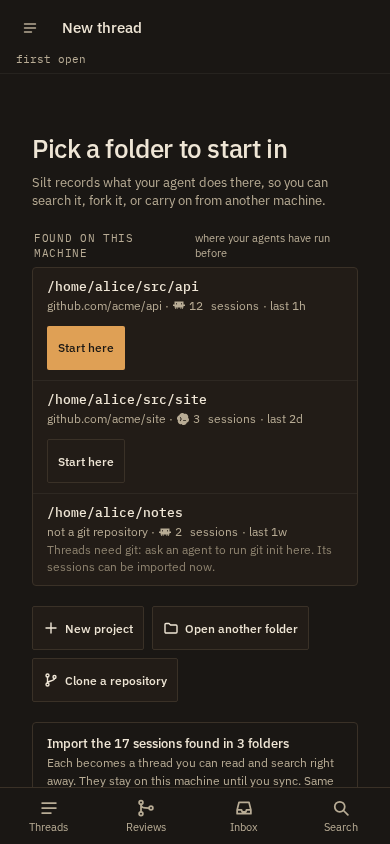 New thread
first open
Pick a folder to start in
Silt records what your agent does there, so you can
search it, fork it, or carry on from another machine.
FOUND ON THIS MACHINE
where your agents have run before
/home/alice/src/api
github.com/acme/api · 12 sessions · last 1h
Start here
/home/alice/src/site
github.com/acme/site · 3 sessions · last 2d
Start here
/home/alice/notes
not a git repository · 2 sessions · last 1w
Threads need git: ask an agent to run git init here. Its
sessions can be imported now.
New project
Open another folder
Clone a repository
Import the 17 sessions found in 3 folders
Each becomes a thread you can read and search right
away. They stay on this machine until you sync. Same
Threads
Reviews
Inbox
Search